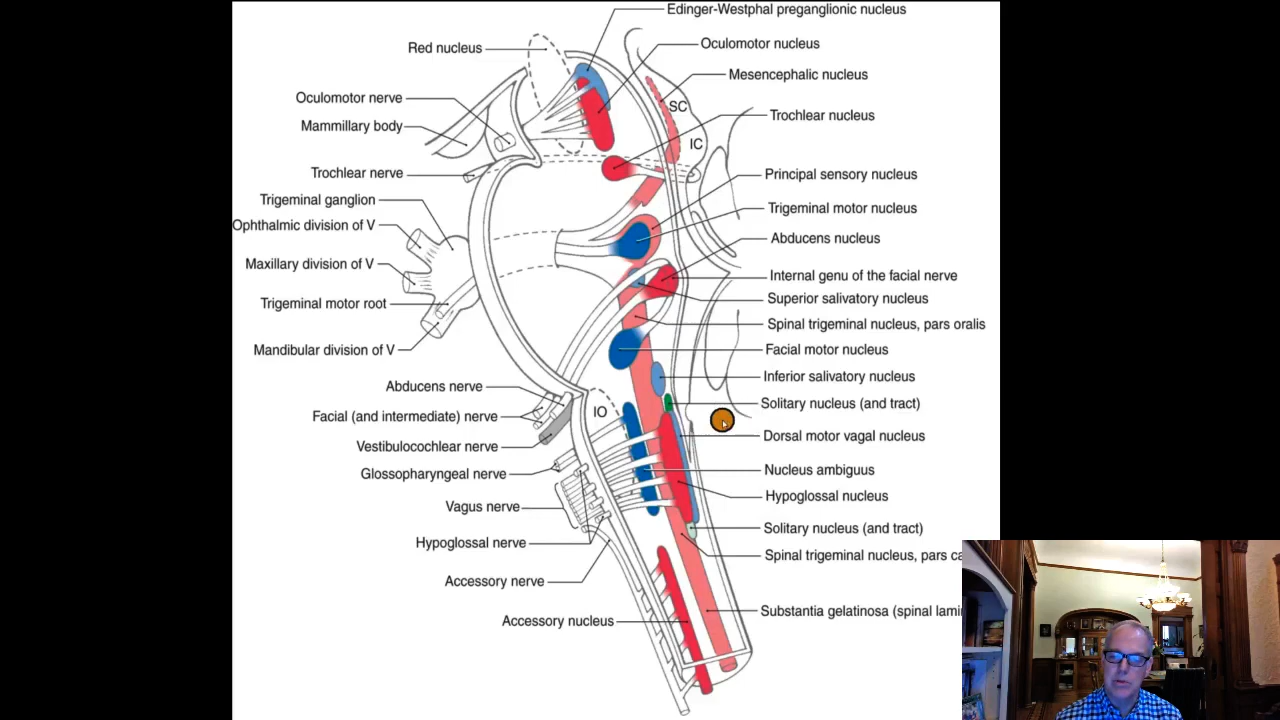 Edinger-Westphal preganglionic nucleus
Red nucleus
Oculomotor nucleus
Mesencephalic nucleus
SC
Oculomotor nerve
Trochlear nucleus
Mammillary body
IC
Trochlear nerve
Principal sensory nucleus
Trigeminal ganglion
Trigeminal motor nucleus
Ophthalmic division of V
Abducens nucleus
Maxillary division of V
Internal genu of the facial nerve
Trigeminal motor root
Superior salivatory nucleus
Spinal trigeminal nucleus, pars oralis
Mandibular division of V
Facial motor nucleus
Inferior salivatory nucleus
Abducens nerve
Solitary nucleus (and tract)
IO
Facial (and intermediate) nerve
Dorsal motor vagal nucleus
Vestibulocochlear nerve
Nucleus ambiguus
Glossopharyngeal nerve
Hypoglossal nucleus
Vagus nerve
Solitary nucleus (and tract)
Hypoglossal nerve
Spinal trigeminal nucleus, pars
Accessory nerve
Substantia gelatinosa (spinal
Accessory nucleus